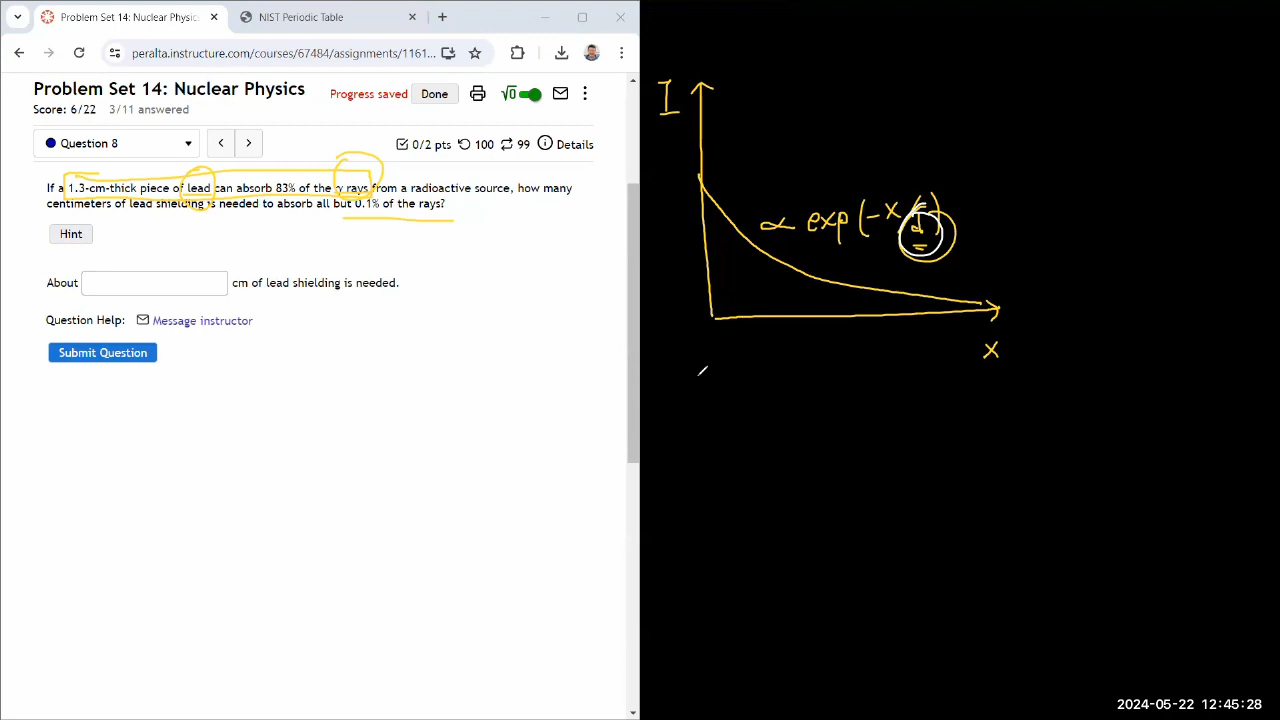 Problem Set 14: Nuclear Physic
NIST Periodic Table
peralta.instructure.com/courses/67484/assignments/1161...
Problem Set 14: Nuclear Physics
Progress saved
Done
√0
Score: 6/22 3/11 answered
Question 8
0/2 pts
100
99
Details
If a 1.3-cm-thick piece of lead can absorb 83% of the γ rays from a radioactive source, how many
centimeters of lead shielding is needed to absorb all but 0.1% of the rays?
Hint
About
cm of lead shielding is needed.
Question Help:
Message instructor
Submit Question
I
∝ exp(-x/d)
x
2024-05-22 12:45:28